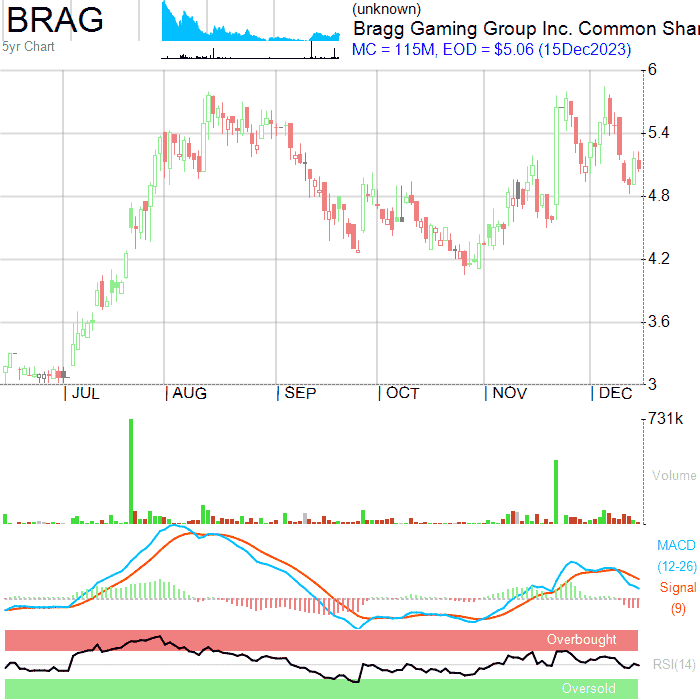 BRAG
5yr Chart
(unknown)
Bragg Gaming Group Inc. Common Shar
MC = 115M, EOD = $5.06 (15Dec2023)
6
5.4
4.8
4.2
3.6
3
JUL AUG SEP OCT NOV DEC
731k
Volume
MACD
(12-26)
Signal
(9)
Overbought
RSI(14)
Oversold